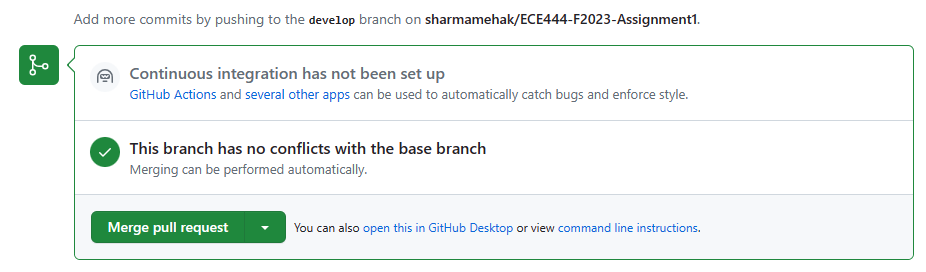 Add more commits by pushing to the develop branch on sharmamehak/ECE444-F2023-Assignment1.
Continuous integration has not been set up
GitHub Actions and several other apps can be used to automatically catch bugs and enforce style.
This branch has no conflicts with the base branch
Merging can be performed automatically.
Merge pull request You can also open this in GitHub Desktop or view command line instructions.